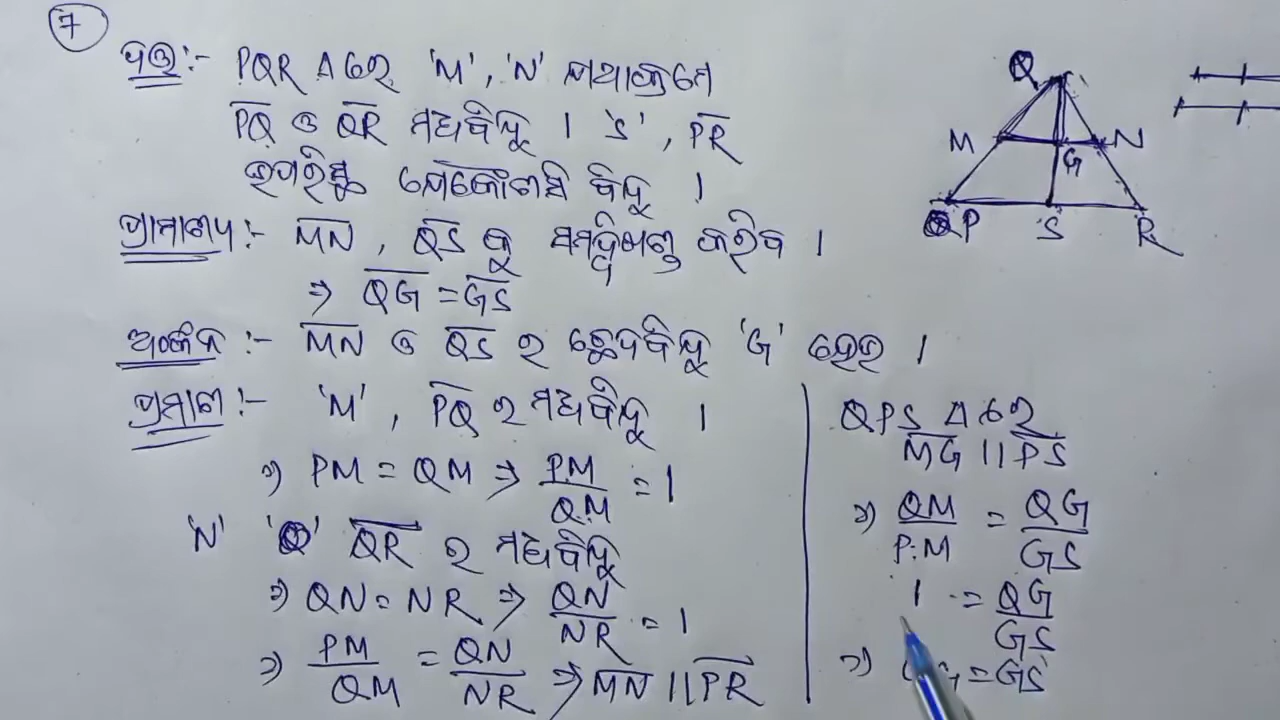 7
ଦତ୍ତ :- PQR Δ ରେ 'M', 'N' ଯଥାକ୍ରମେ
PQ ଓ QR ମଧ୍ୟବିନ୍ଦୁ । 'S', PR
ଉପରିସ୍ଥ ଯେକୌଣସି ବିନ୍ଦୁ ।
ପ୍ରାମାଣ୍ୟ :- MN, QS କୁ ସମଦ୍ୱିଖଣ୍ଡ କରିବ ।
⇒ QG = GS
ଅଙ୍କନ :- MN ଓ QS ର ଛେଦବିନ୍ଦୁ 'G' ହେଉ ।
ପ୍ରମାଣ :- 'M', PQ ର ମଧ୍ୟବିନ୍ଦୁ ।
⇒ PM = QM ⇒ PM/QM = 1
'N' QR ର ମଧ୍ୟବିନ୍ଦୁ
⇒ QN = NR ⇒ QN/NR = 1
⇒ PM/QM = QN/NR ⇒ MN || PR
QPS Δ ରେ
MG || PS
⇒ QM/PM = QG/GS
1 = QG/GS
⇒ = GS
Q
M
N
G
P
S
R